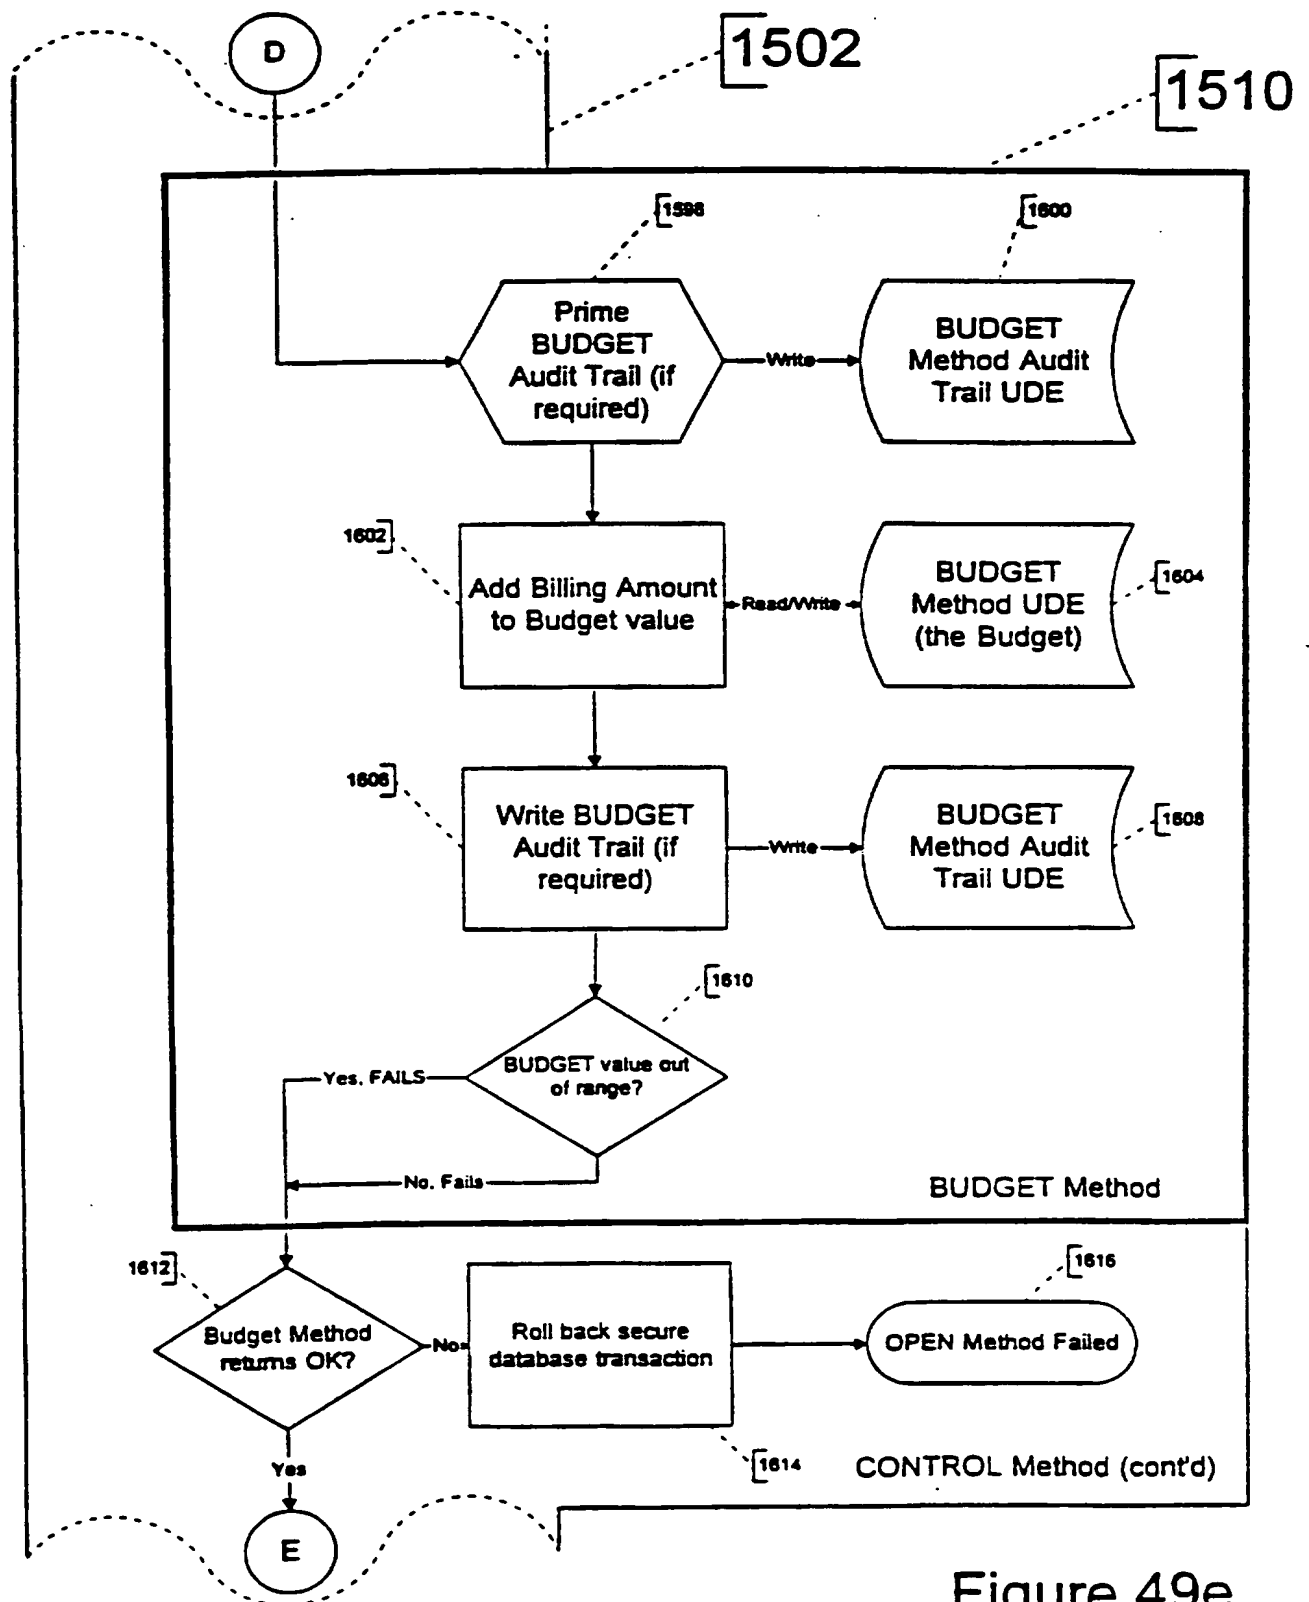 D
1502
1510
1598
1600
Prime
BUDGET
Audit Trail (if
required)
Write
BUDGET
Method Audit
Trail UDE
1602
Add Billing Amount
to Budget value
Read/Write
BUDGET
Method UDE
(the Budget)
1604
1606
Write BUDGET
Audit Trail (if
required)
Write
BUDGET
Method Audit
Trail UDE
1608
1610
BUDGET value out
of range?
Yes, FAILS
No, Fails
BUDGET Method
1612
Budget Method
returns OK?
No
Roll back secure
database transaction
1616
OPEN Method Failed
1614
CONTROL Method (cont'd)
Yes
E
Figure 49e